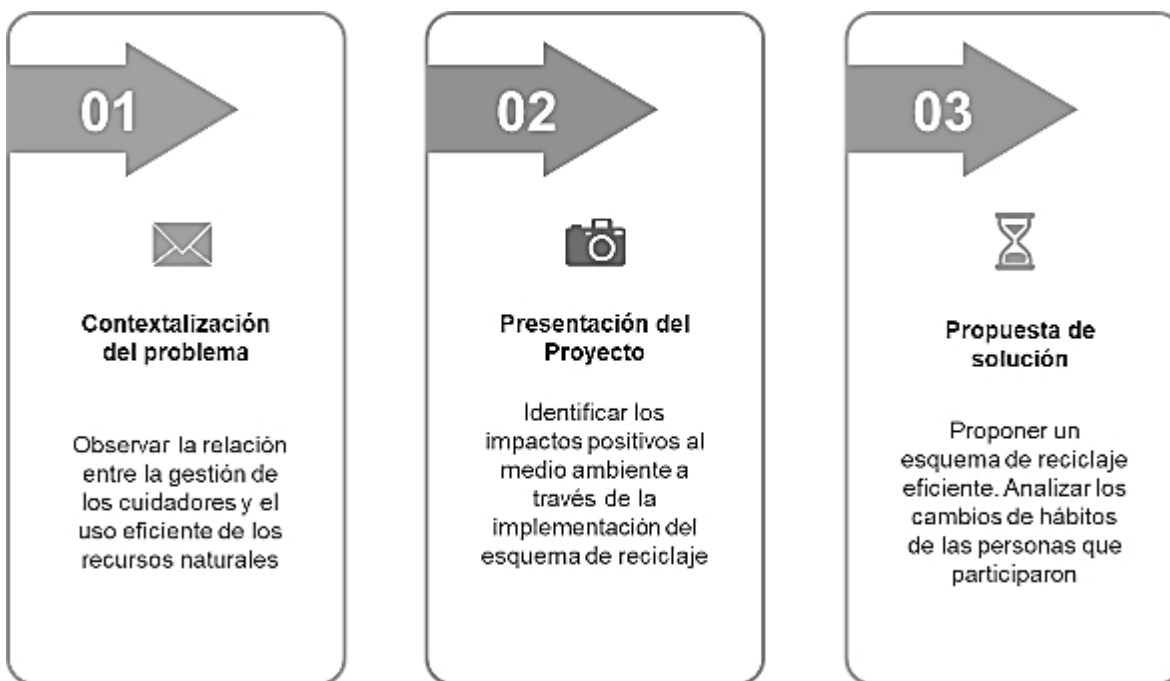 01
Contextalización
del problema
Observar la relación
entre la gestión de
los cuidadores y el
uso eficiente de los
recursos naturales
02
Presentación del
Proyecto
Identificar los
impactos positivos al
medio ambiente a
través de la
implementación del
esquema de reciclaje
03
Propuesta de
solución
Proponer un
esquema de reciclaje
eficiente. Analizar los
cambios de hábitos
de las personas que
participaron